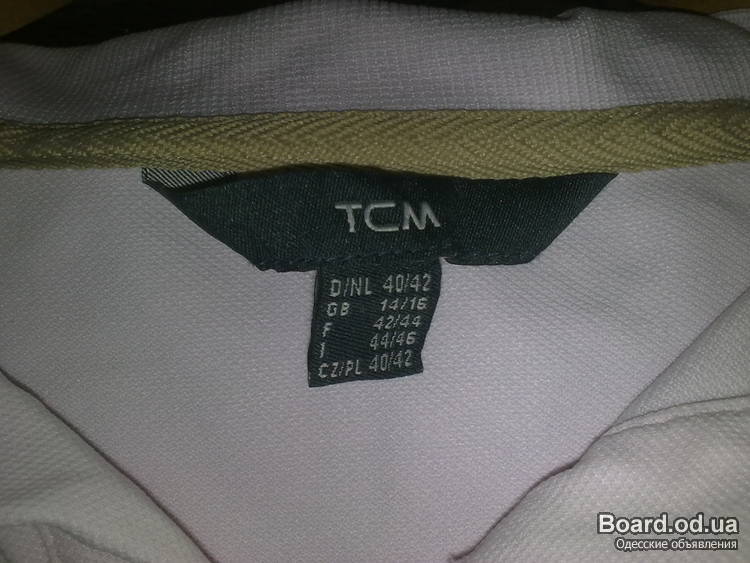 TCM
D/NL 40/42
GB 14/16
F 42/44
I 44/46
CZ/PL 40/42
Board.od.ua
Одесские объявления